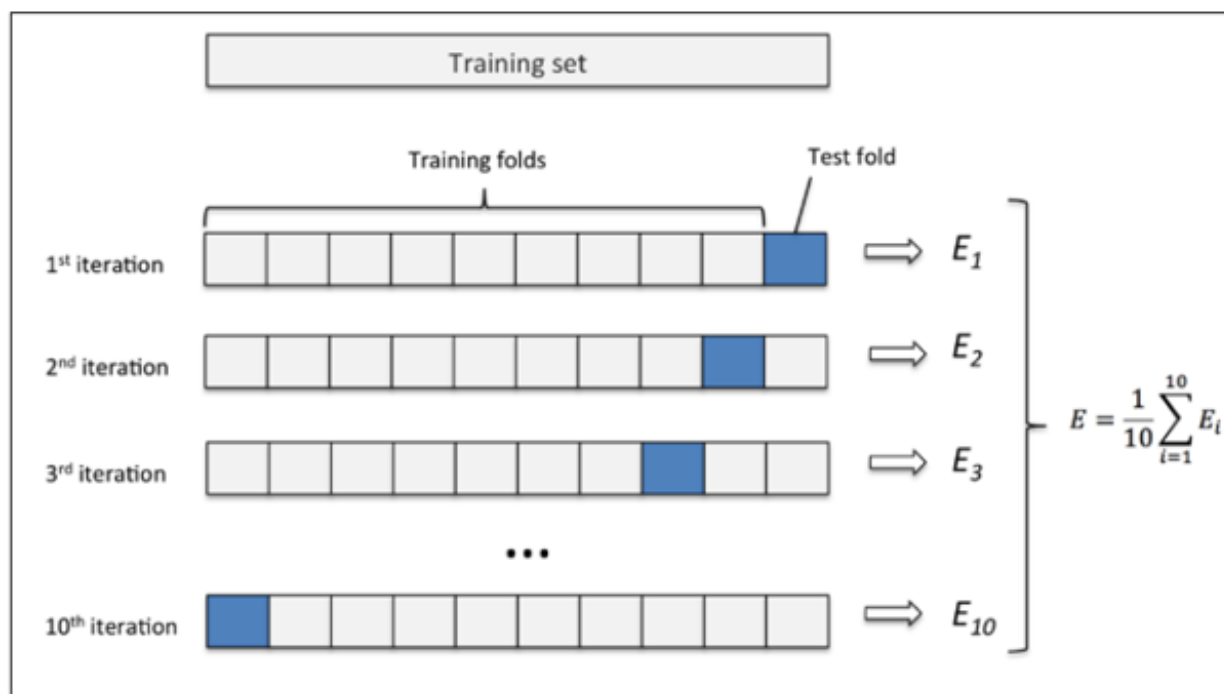 Training set
Training folds
Test fold
1st iteration
E1
2nd iteration
E2
3rd iteration
E3
E = 1/10 ∑ i=1 10 Ei
...
10th iteration
E10